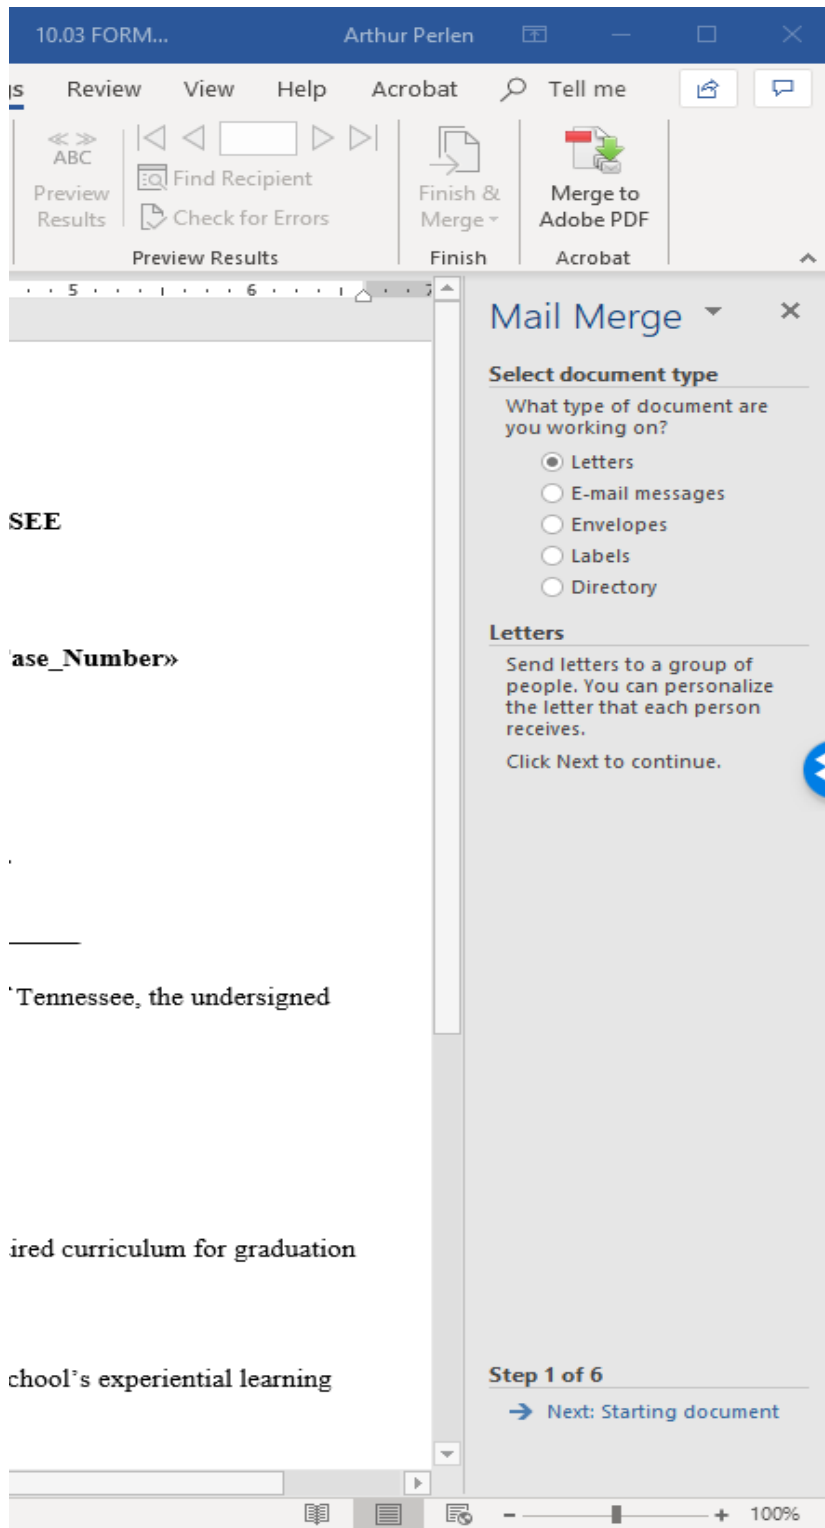 10.03 FORM... Arthur Perlen
gs Review View Help Acrobat Tell me
ABC
Preview Results
Find Recipient
Check for Errors
Finish & Merge
Merge to Adobe PDF
Preview Results Finish Acrobat
5 6 7
Mail Merge
Select document type
What type of document are
you working on?
Letters
E-mail messages
Envelopes
Labels
Directory
SEE
ase_Number»
Letters
Send letters to a group of
people. You can personalize
the letter that each person
receives.
Click Next to continue.
Tennessee, the undersigned
ired curriculum for graduation
chool's experiential learning
Step 1 of 6
Next: Starting document
100%